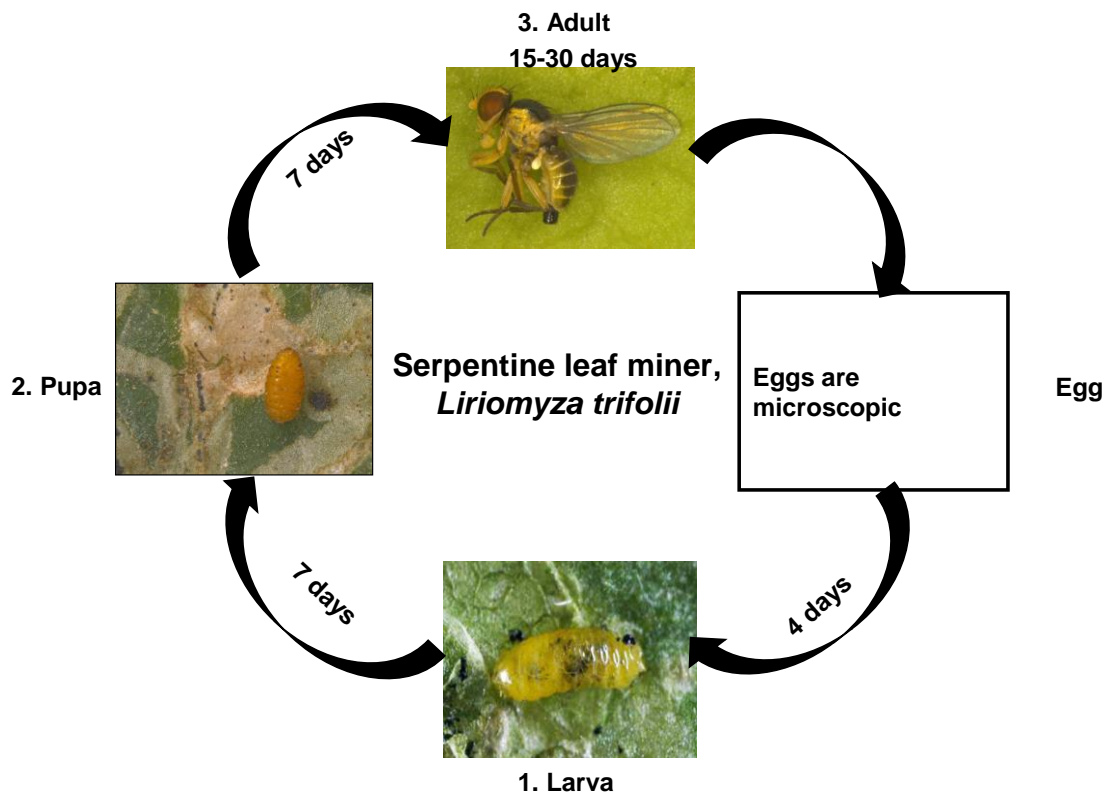 3. Adult
15-30 days
7 days
2. Pupa
Serpentine leaf miner,
Liriomyza trifolii
Eggs are
microscopic
Egg
7 days
4 days
1. Larva